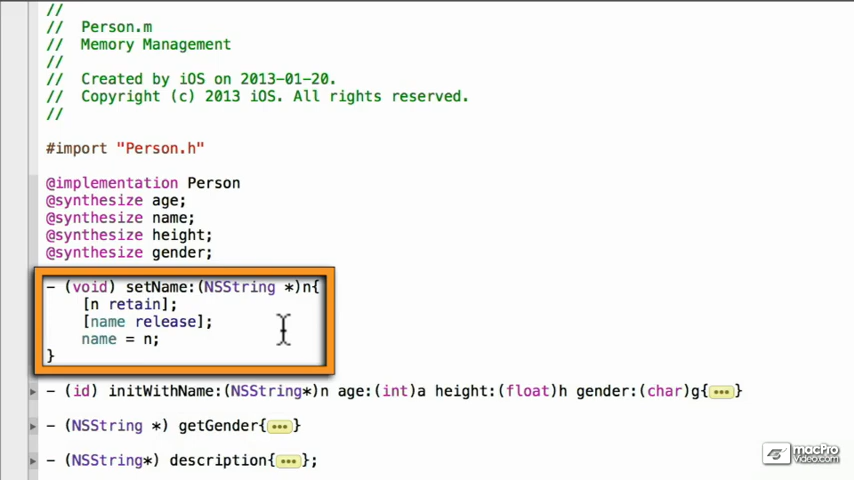 //
//  Person.m
//  Memory Management
//
//  Created by iOS on 2013-01-20.
//  Copyright (c) 2013 iOS. All rights reserved.
//
#import "Person.h"
@implementation Person
@synthesize age;
@synthesize name;
@synthesize height;
@synthesize gender;
- (void) setName:(NSString *)n{
    [n retain];
    [name release];
    name = n;
}
- (id) initWithName:(NSString*)n age:(int)a height:(float)h gender:(char)g{...}
- (NSString *) getGender{...}
- (NSString*) description{...};
macPro
Video.com